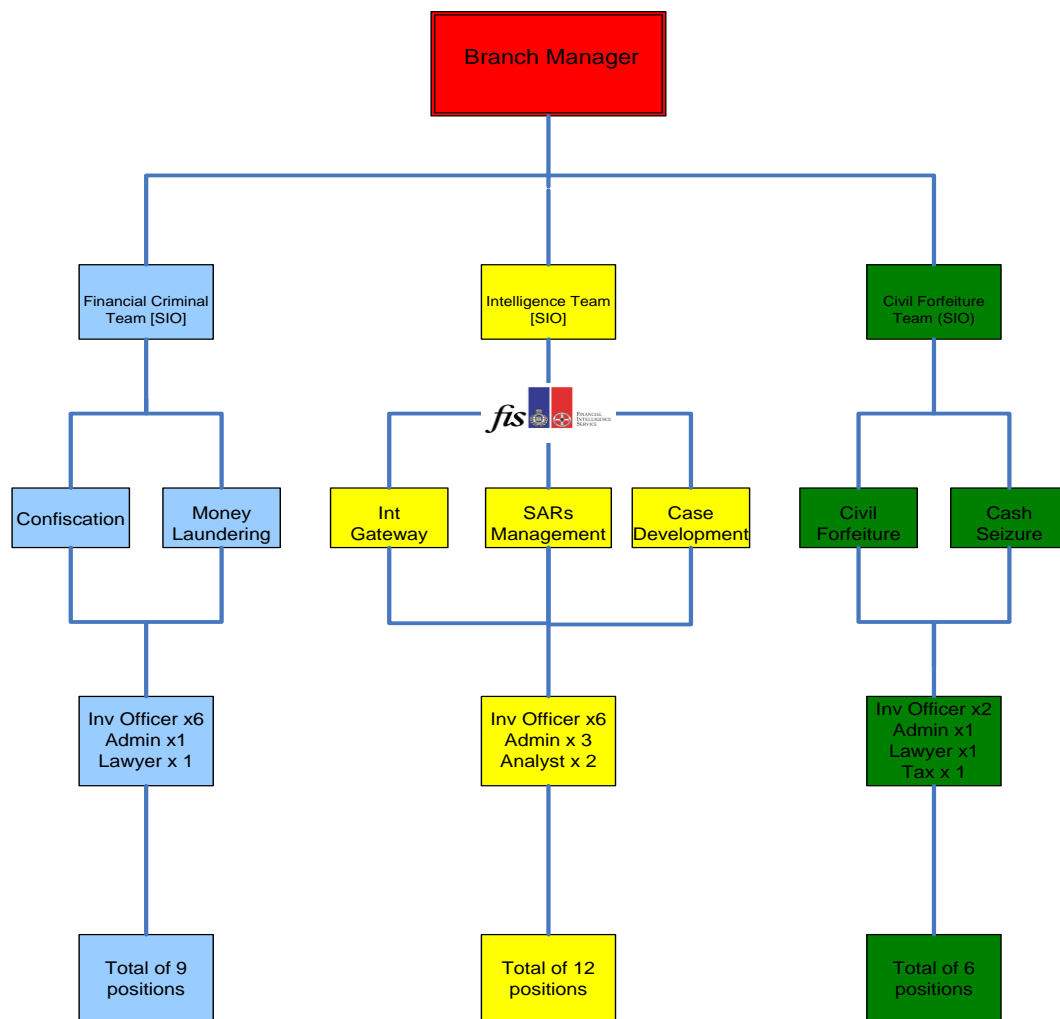 Branch Manager
Financial Criminal
Team [SIO]
Intelligence Team
[SIO]
Civil Forfeiture
Team (SIO)
fis
FINANCIAL
INTELLIGENCE
SERVICE
Confiscation
Money
Laundering
Int
Gateway
SARs
Management
Case
Development
Civil
Forfeiture
Cash
Seizure
Inv Officer x6
Admin x1
Lawyer x 1
Inv Officer x6
Admin x 3
Analyst x 2
Inv Officer x2
Admin x1
Lawyer x1
Tax x 1
Total of 9
positions
Total of 12
positions
Total of 6
positions